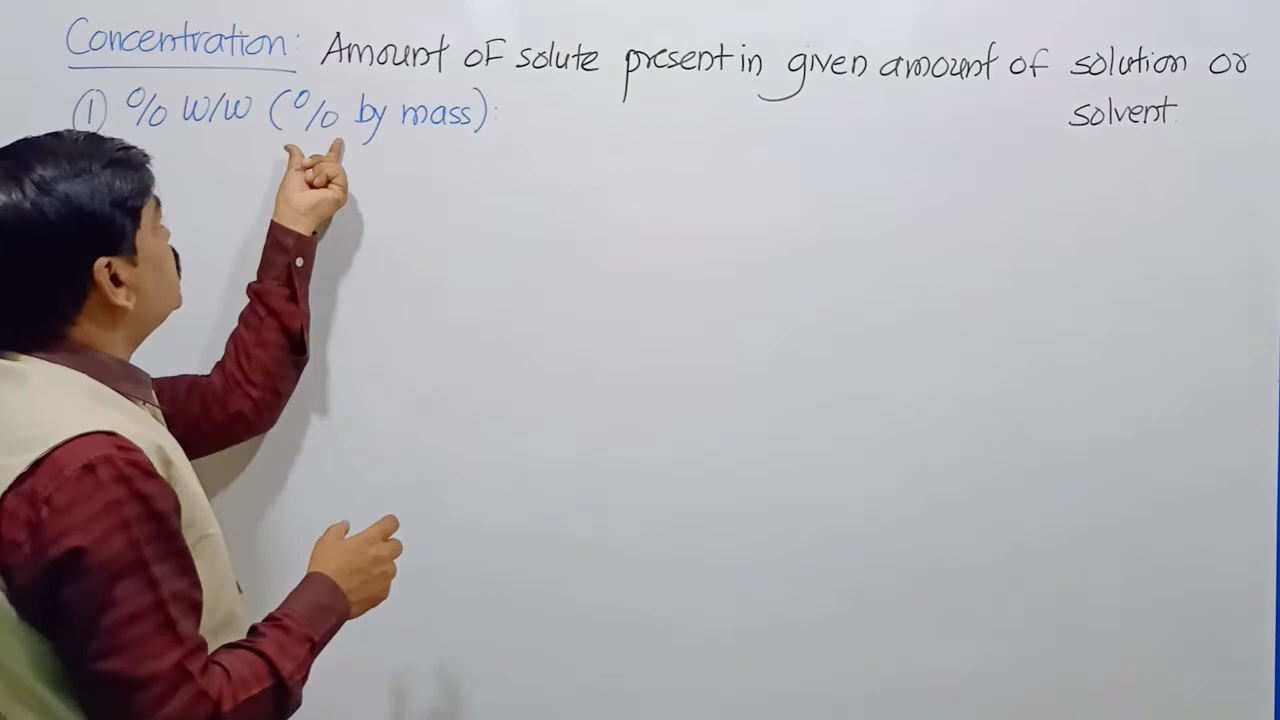 Concentration: Amount of solute present in given amount of solution or
solvent.
① % W/W (% by mass):